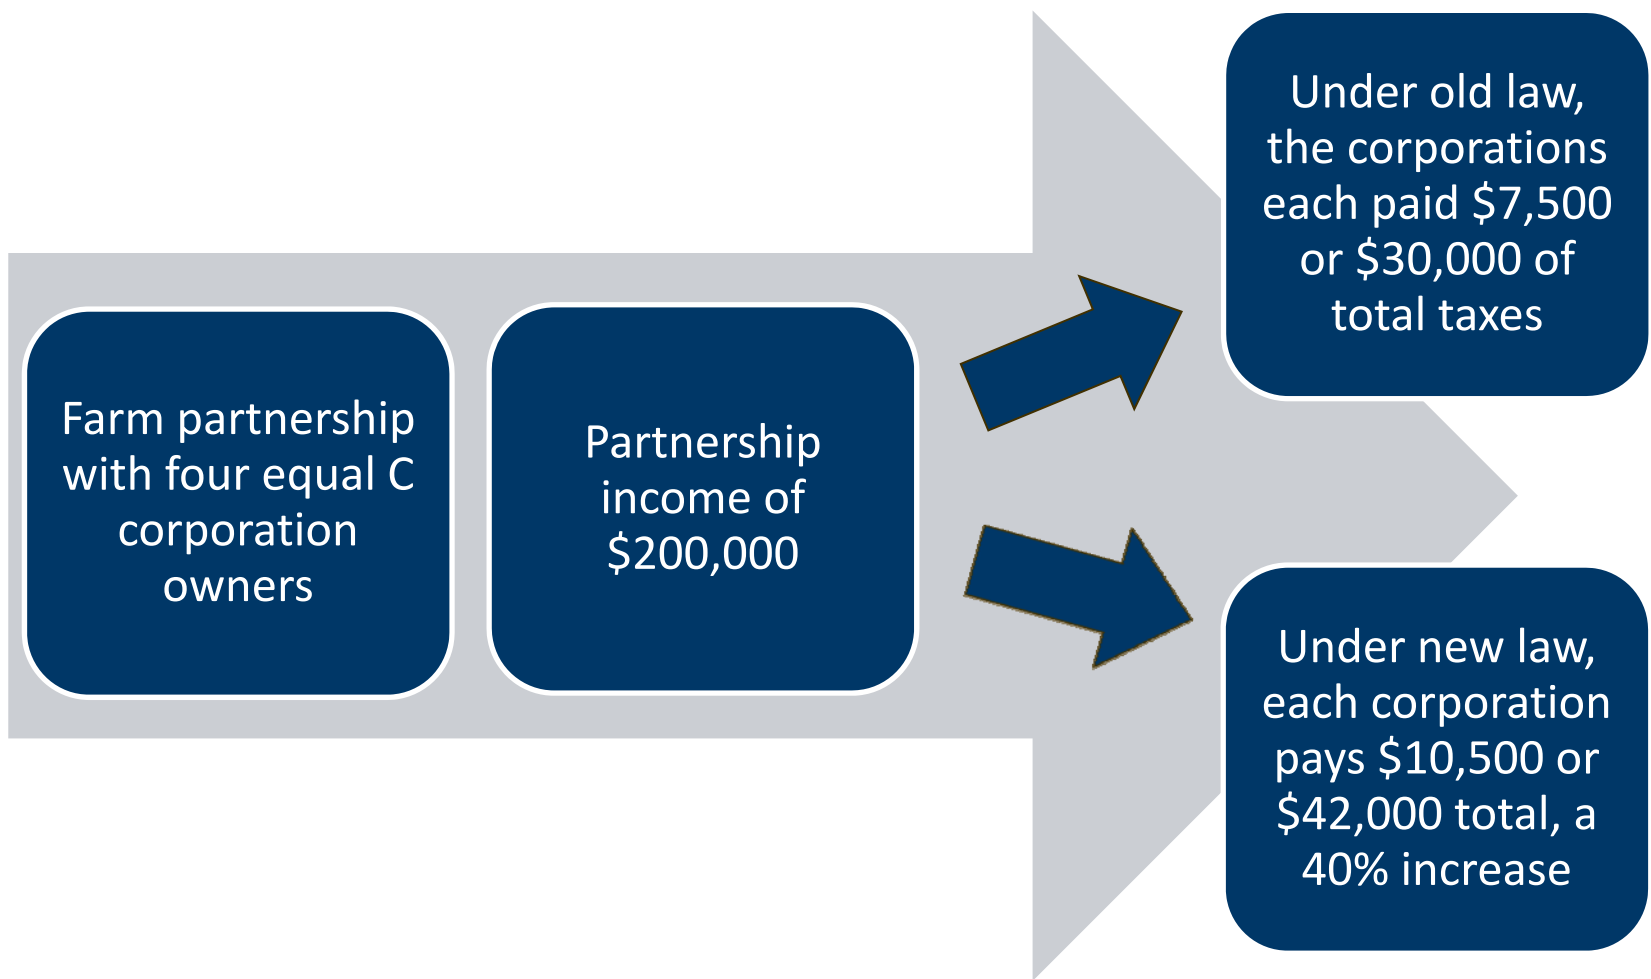 Farm partnership
with four equal C
corporation
owners
Partnership
income of
$200,000
Under old law,
the corporations
each paid $7,500
or $30,000 of
total taxes
Under new law,
each corporation
pays $10,500 or
$42,000 total, a
40% increase